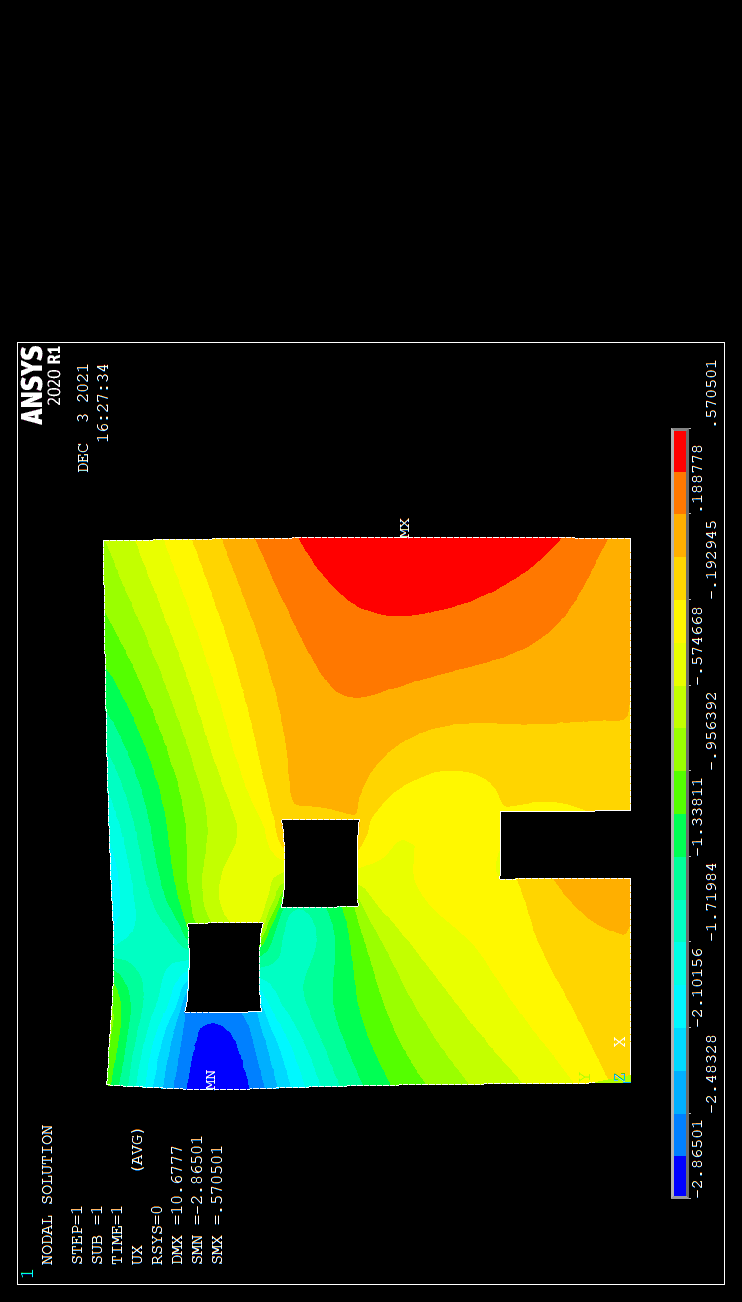 1
NODAL SOLUTION
STEP=1
SUB =1
TIME=1
UX (AVG)
RSYS=0
DMX =10.6777
SMN =-2.86501
SMX =.570501
ANSYS
2020 R1
DEC 3 2021
16:27:34
MN
MX
Y
Z X
-2.86501
-2.48328
-2.10156
-1.71984
-1.33811
-.956392
-.574668
-.192945
.188778
.570501